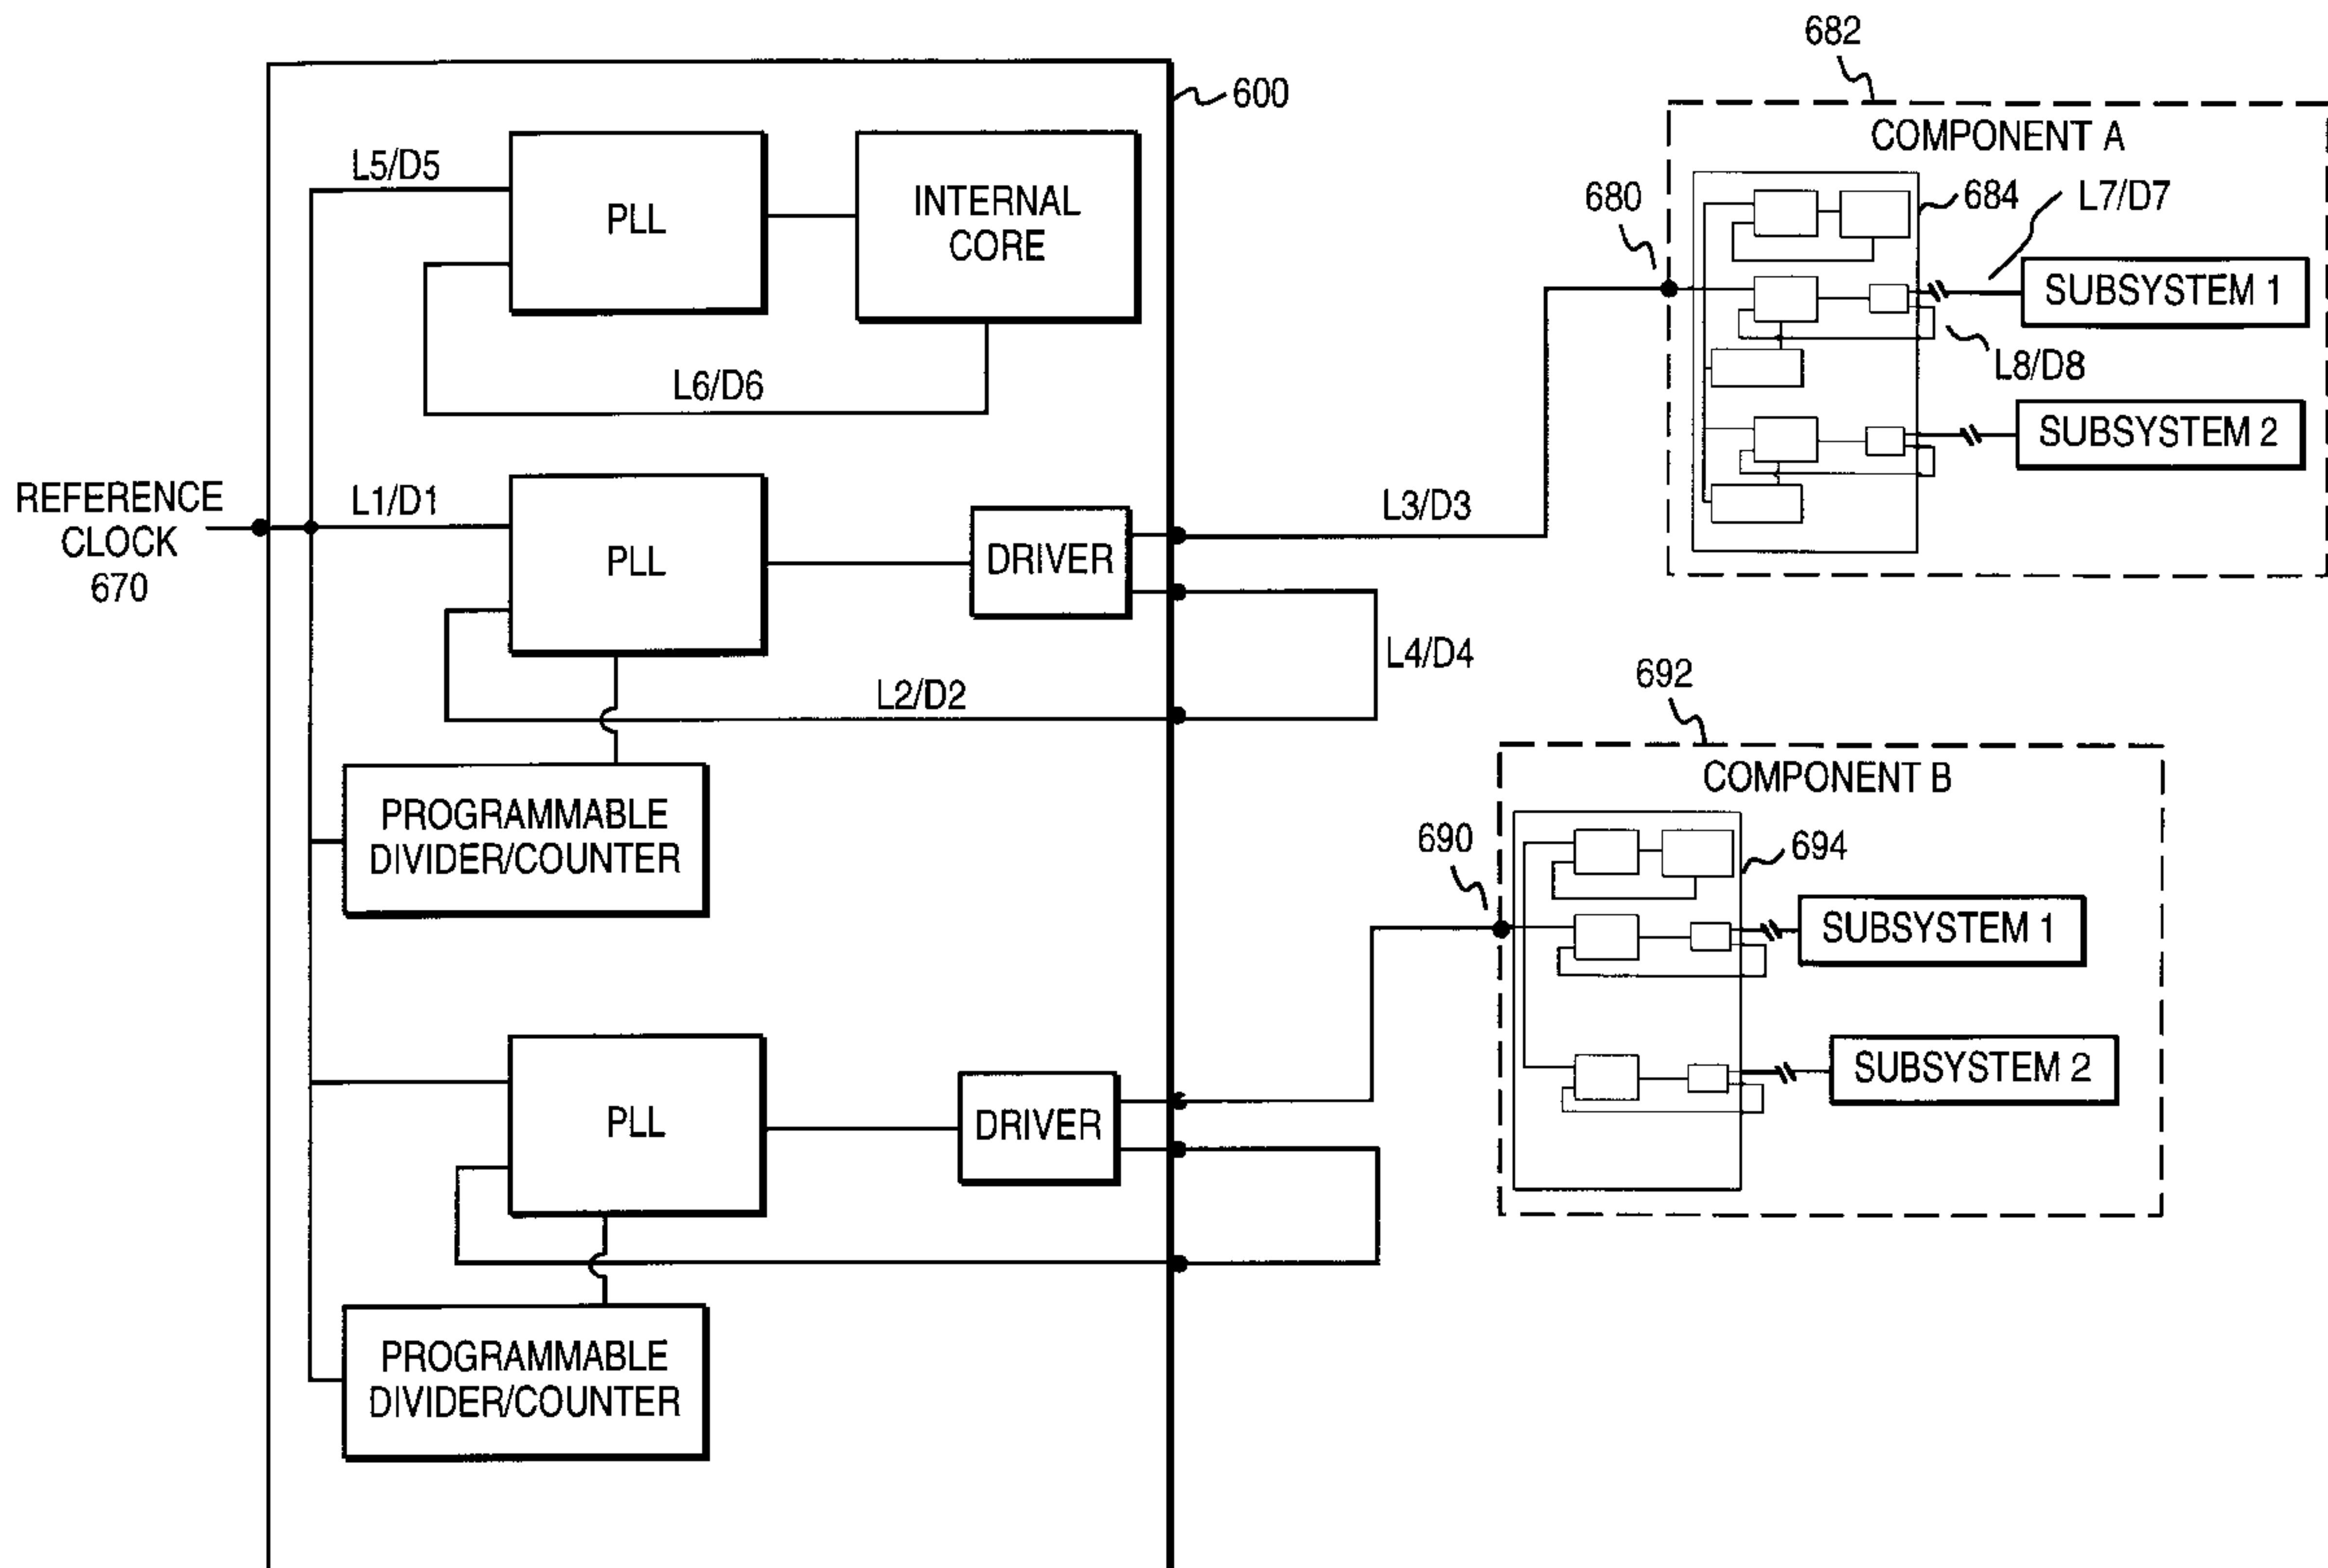 682
600
COMPONENT A
L5/D5
PLL
INTERNAL
CORE
680
684
L7/D7
SUBSYSTEM 1
L8/D8
L6/D6
SUBSYSTEM 2
REFERENCE
CLOCK
670
L1/D1
PLL
DRIVER
L3/D3
L4/D4
L2/D2
692
COMPONENT B
PROGRAMMABLE
DIVIDER/COUNTER
690
694
SUBSYSTEM 1
SUBSYSTEM 2
PLL
DRIVER
PROGRAMMABLE
DIVIDER/COUNTER